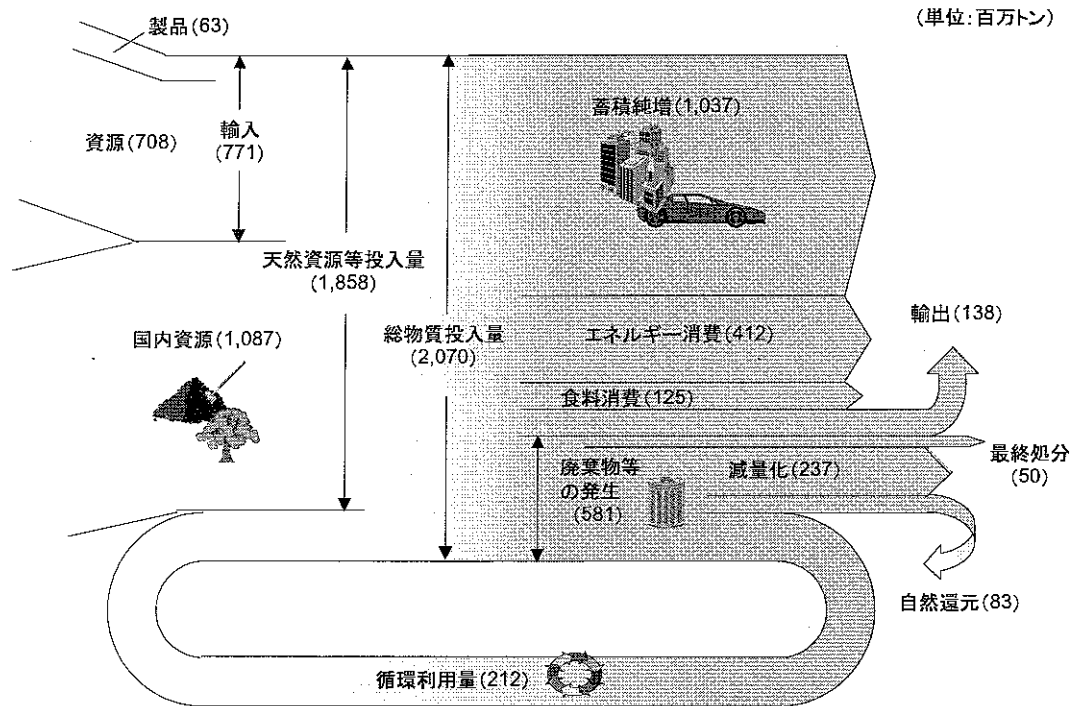 (単位:百万トン)
製品(63)
資源(708)
輸入
(771)
天然資源等投入量
(1,858)
国内資源(1,087)
総物質投入量
(2,070)
蓄積純増(1,037)
エネルギー消費(412)
食料消費(125)
輸出(138)
廃棄物等
の発生
(581)
減量化(237)
最終処分
(50)
自然還元(83)
循環利用量(212)